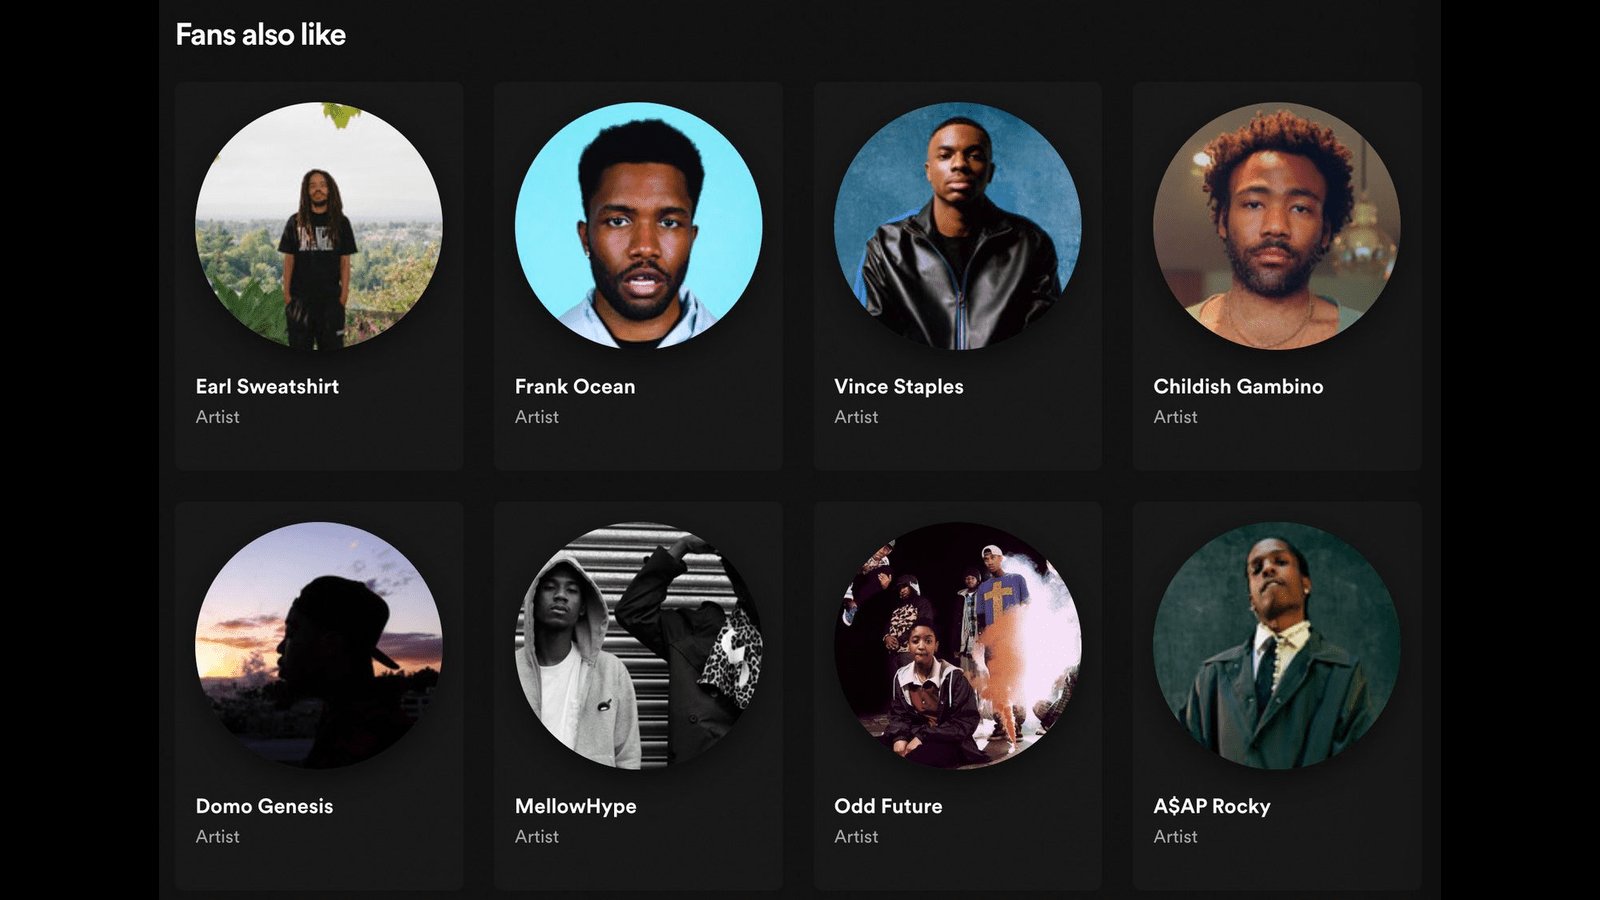 Fans also like
Earl Sweatshirt
Artist
Frank Ocean
Artist
Vince Staples
Artist
Childish Gambino
Artist
Domo Genesis
Artist
MellowHype
Artist
Odd Future
Artist
A$AP Rocky
Artist